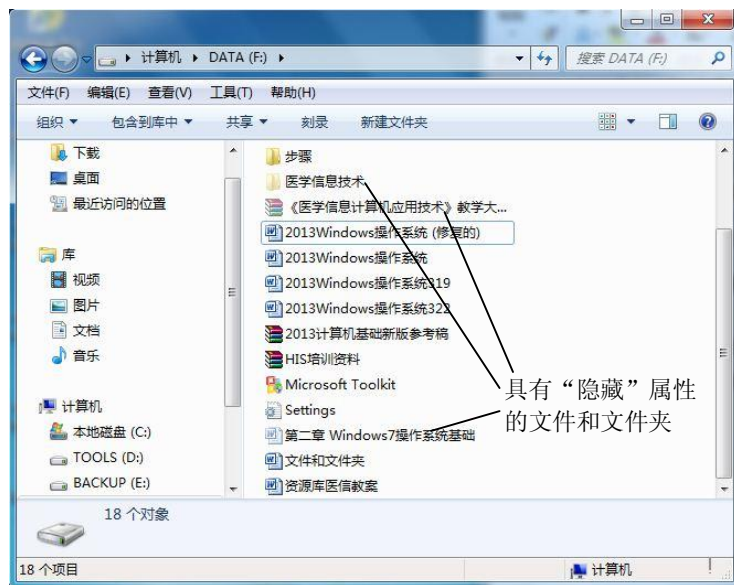 计算机 DATA (F:) 搜索 DATA (F:)
文件(F) 编辑(E) 查看(V) 工具(T) 帮助(H)
组织 包含到库中 共享 刻录 新建文件夹
下载
桌面
最近访问的位置
库
视频
图片
文档
音乐
计算机
本地磁盘 (C:)
TOOLS (D:)
BACKUP (E:)
步骤
医学信息技术
《医学信息计算机应用技术》教学大...
2013Windows操作系统 (修复的)
2013Windows操作系统
2013Windows操作系统319
2013Windows操作系统322
2013计算机基础新版参考稿
HIS培训资料
Microsoft Toolkit
Settings
第二章 Windows7操作系统基础
文件和文件夹
资源库医信教案
具有“隐藏”属性
的文件和文件夹
18 个对象
18 个项目 计算机